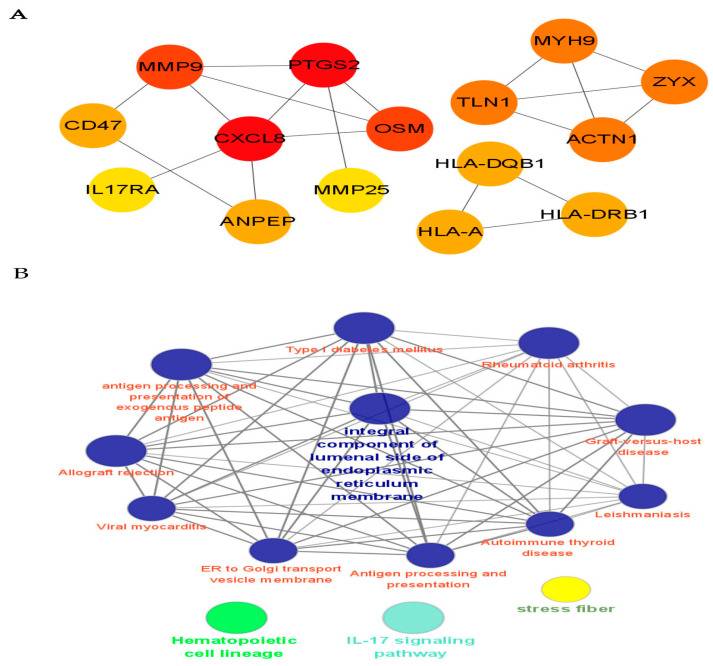 A
MMP9
PTGS2
MYH9
ZYX
TLN1
CD47
CXCL8
OSM
ACTN1
HLA-DQB1
IL17RA
MMP25
ANPEP
HLA-DRB1
HLA-A
B
Type I diabetes mellitus
Rheumatoid arthritis
antigen processing and
presentation of
exogenous peptide
antigen
integral
component of
lumenal side of
endoplasmic
reticulum
membrane
Graft-versus-host
disease
Allograft rejection
Leishmaniasis
Viral myocarditis
Autoimmune thyroid
disease
ER to Golgi transport
vesicle membrane
Antigen processing and
presentation
stress fiber
Hematopoietic
cell lineage
IL-17 signaling
pathway